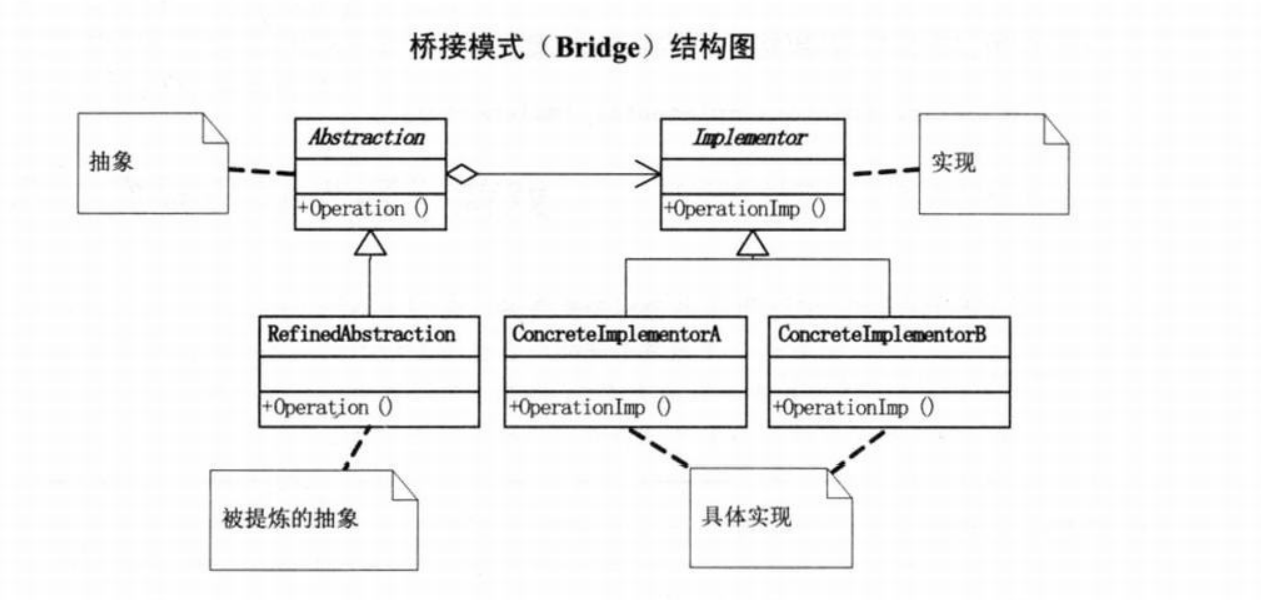 桥接模式（Bridge）结构图
抽象
Abstraction
+Operation ()
Implementor
+OperationImp ()
实现
RefinedAbstraction
+Operation ()
ConcreteImplementorA
+OperationImp ()
ConcreteImplementorB
+OperationImp ()
被提炼的抽象
具体实现